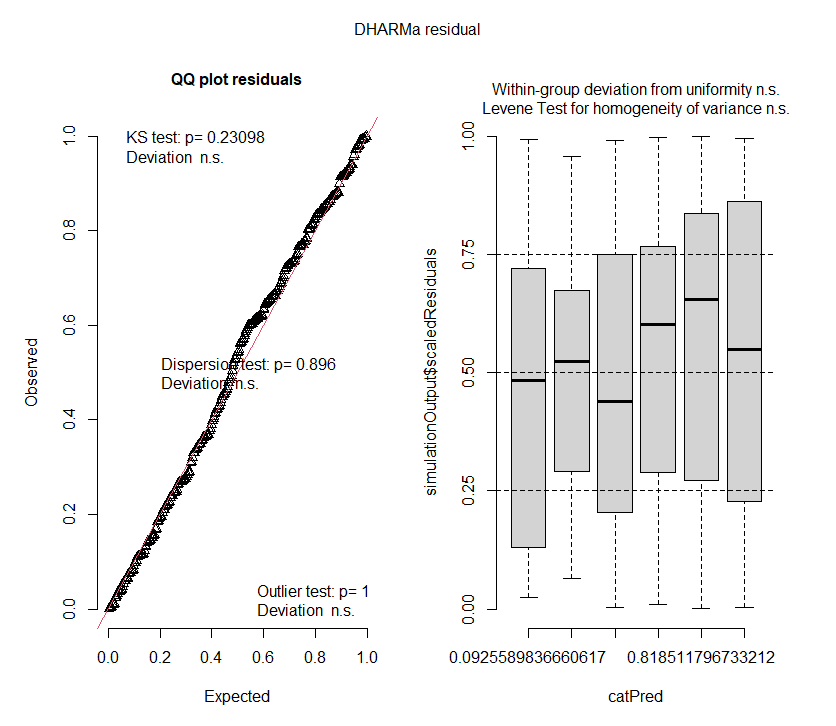 DHARMa residual
QQ plot residuals
KS test: p= 0.23098
Deviation n.s.
Dispersion test: p= 0.896
Deviation n.s.
Outlier test: p= 1
Deviation n.s.
Observed
0.0
0.2
0.4
0.6
0.8
1.0
0.0 0.2 0.4 0.6 0.8 1.0
Expected
Within-group deviation from uniformity n.s.
Levene Test for homogeneity of variance n.s.
simulationOutput$scaledResiduals
0.00
0.25
0.50
0.75
1.00
0.0925589836660617 0.818511796733212
catPred